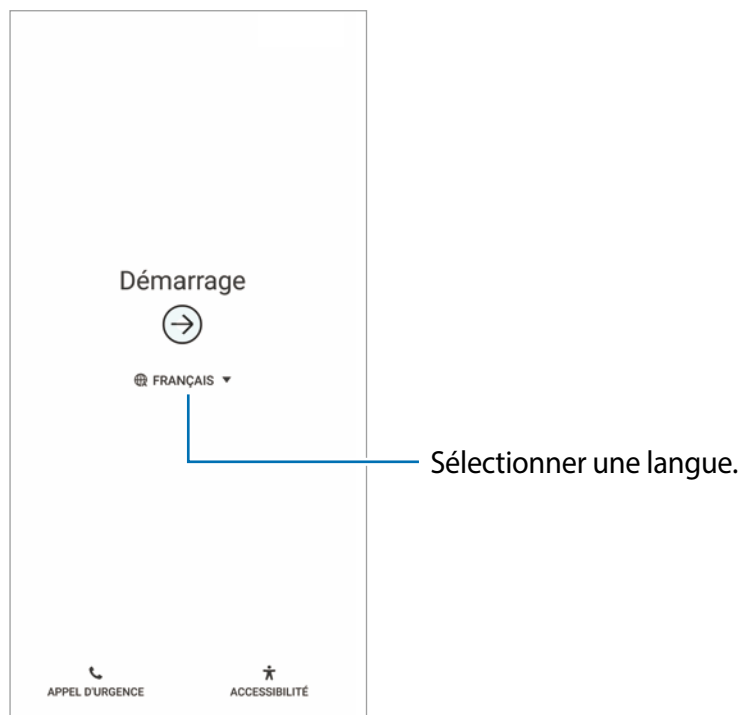 Démarrage
FRANÇAIS
Sélectionner une langue.
APPEL D'URGENCE
ACCESSIBILITÉ